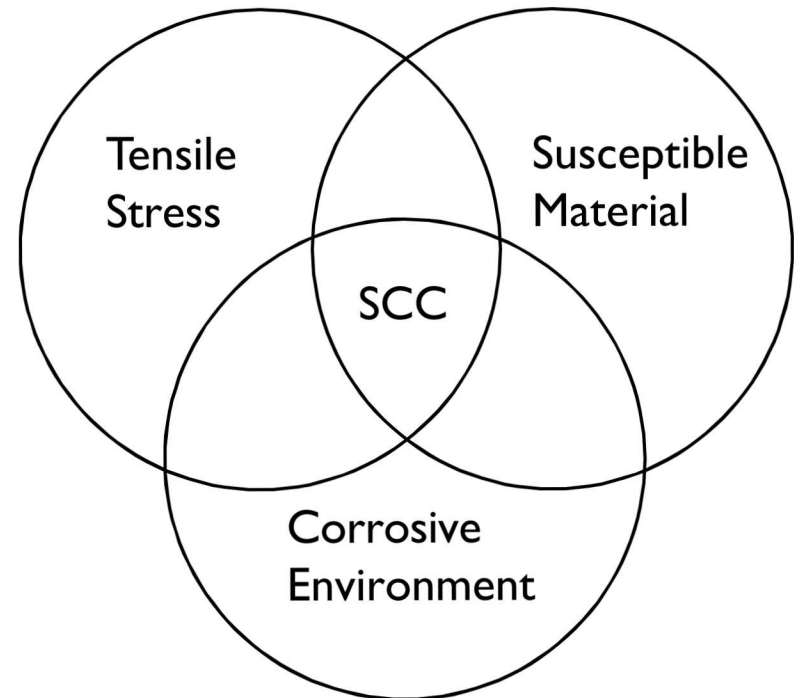 Tensile
Stress
Susceptible
Material
SCC
Corrosive
Environment